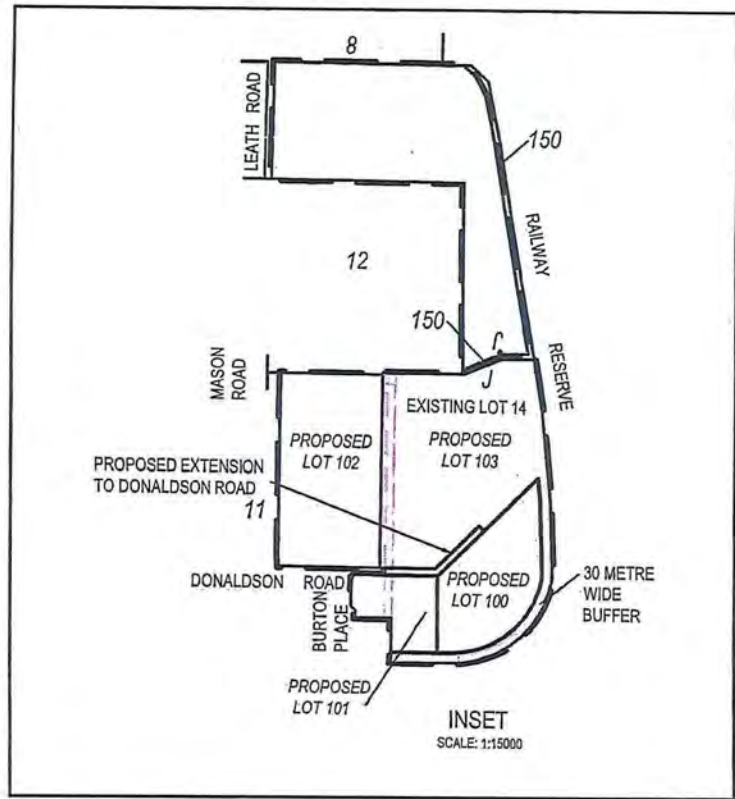 8
LEATH ROAD
150
RAILWAY
12
150
RESERVE
MASON
ROAD
EXISTING LOT 14
PROPOSED
LOT 102
PROPOSED
LOT 103
PROPOSED EXTENSION
TO DONALDSON ROAD
11
DONALDSON ROAD
PROPOSED
LOT 100
30 METRE
WIDE
BUFFER
BURTON
PLACE
PROPOSED
LOT 101
INSET
SCALE: 1:15000